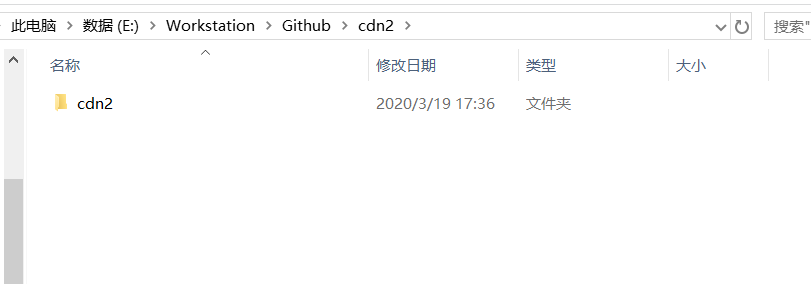 此电脑 > 数据 (E:) > Workstation > Github > cdn2 >
搜索"
名称 修改日期 类型 大小
cdn2 2020/3/19 17:36 文件夹